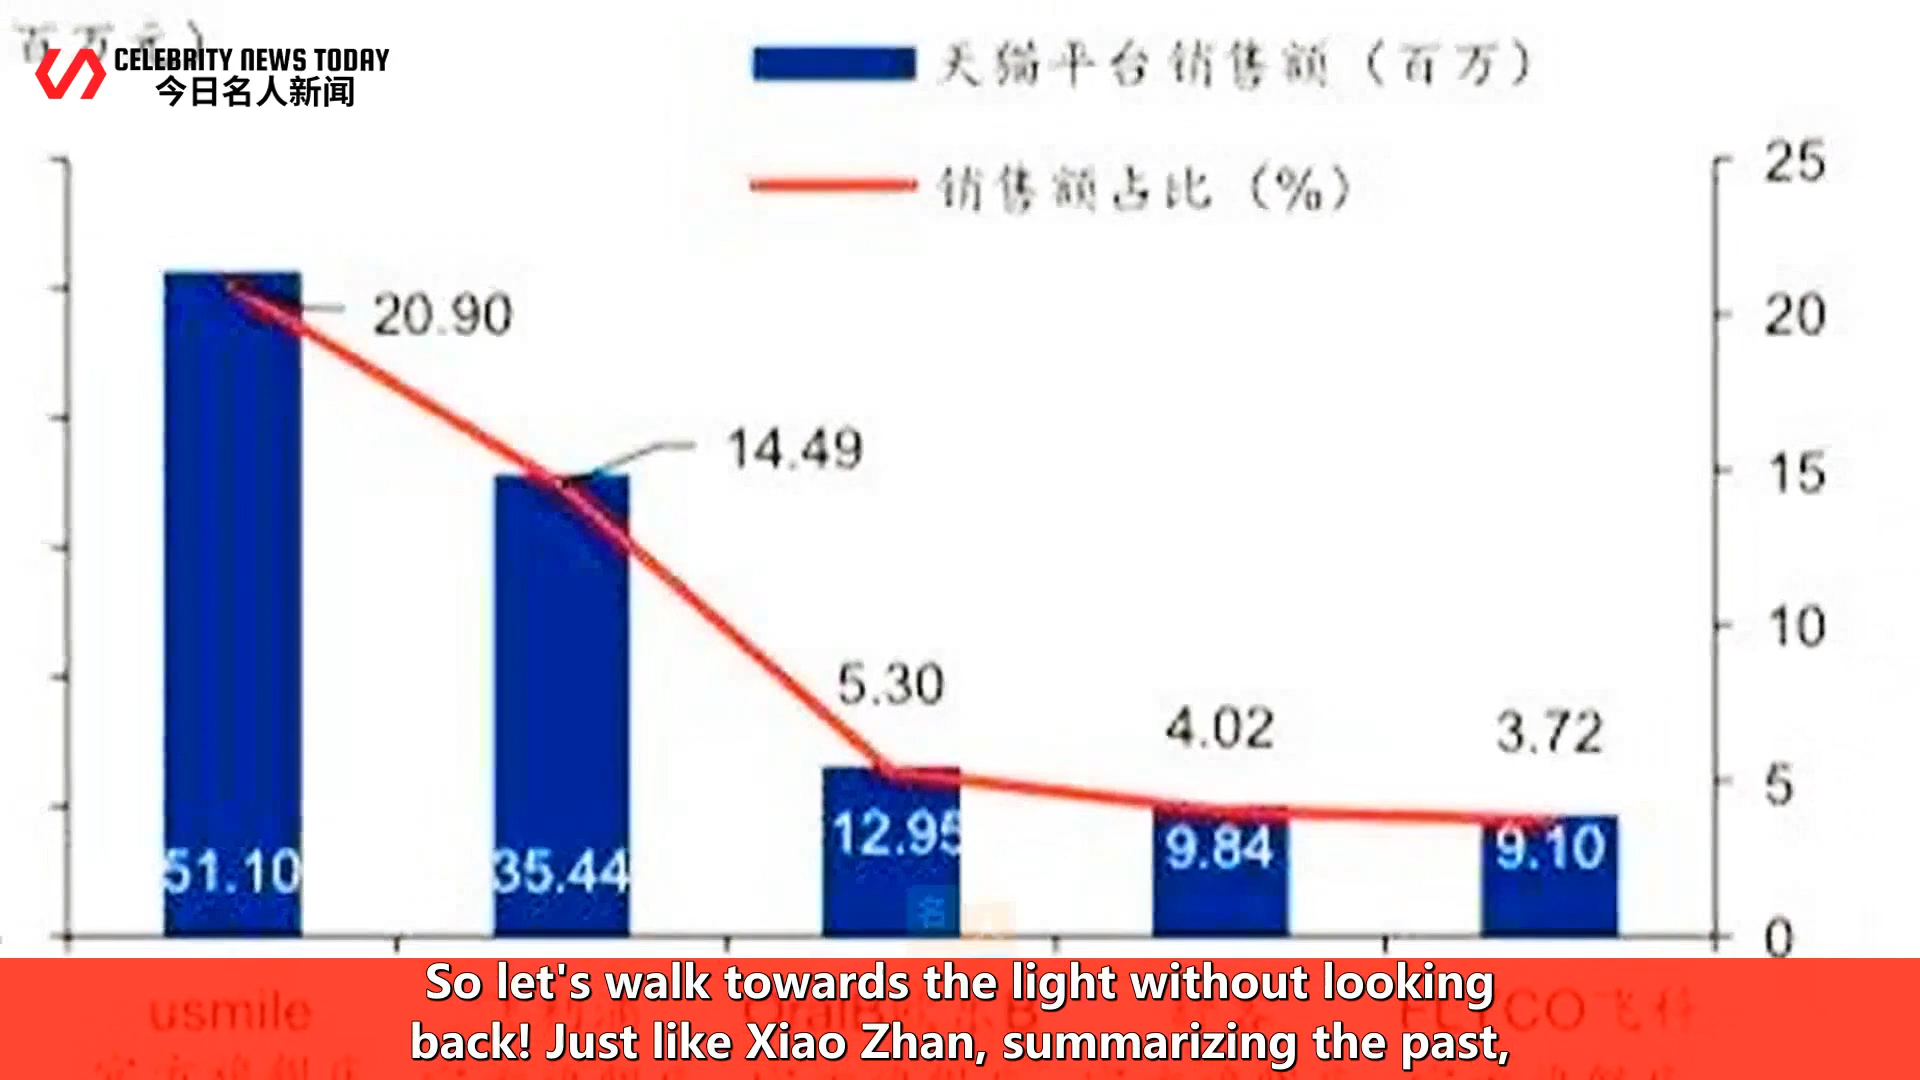 百万元）
CELEBRITY NEWS TODAY
今日名人新闻
天猫平台销售额（百万）
销售额占比（%）
25
20
15
10
5
0
20.90
14.49
5.30
4.02
3.72
51.10
35.44
12.95
9.84
9.10
usmile
So let's walk towards the light without looking
back! Just like Xiao Zhan, summarizing the past,